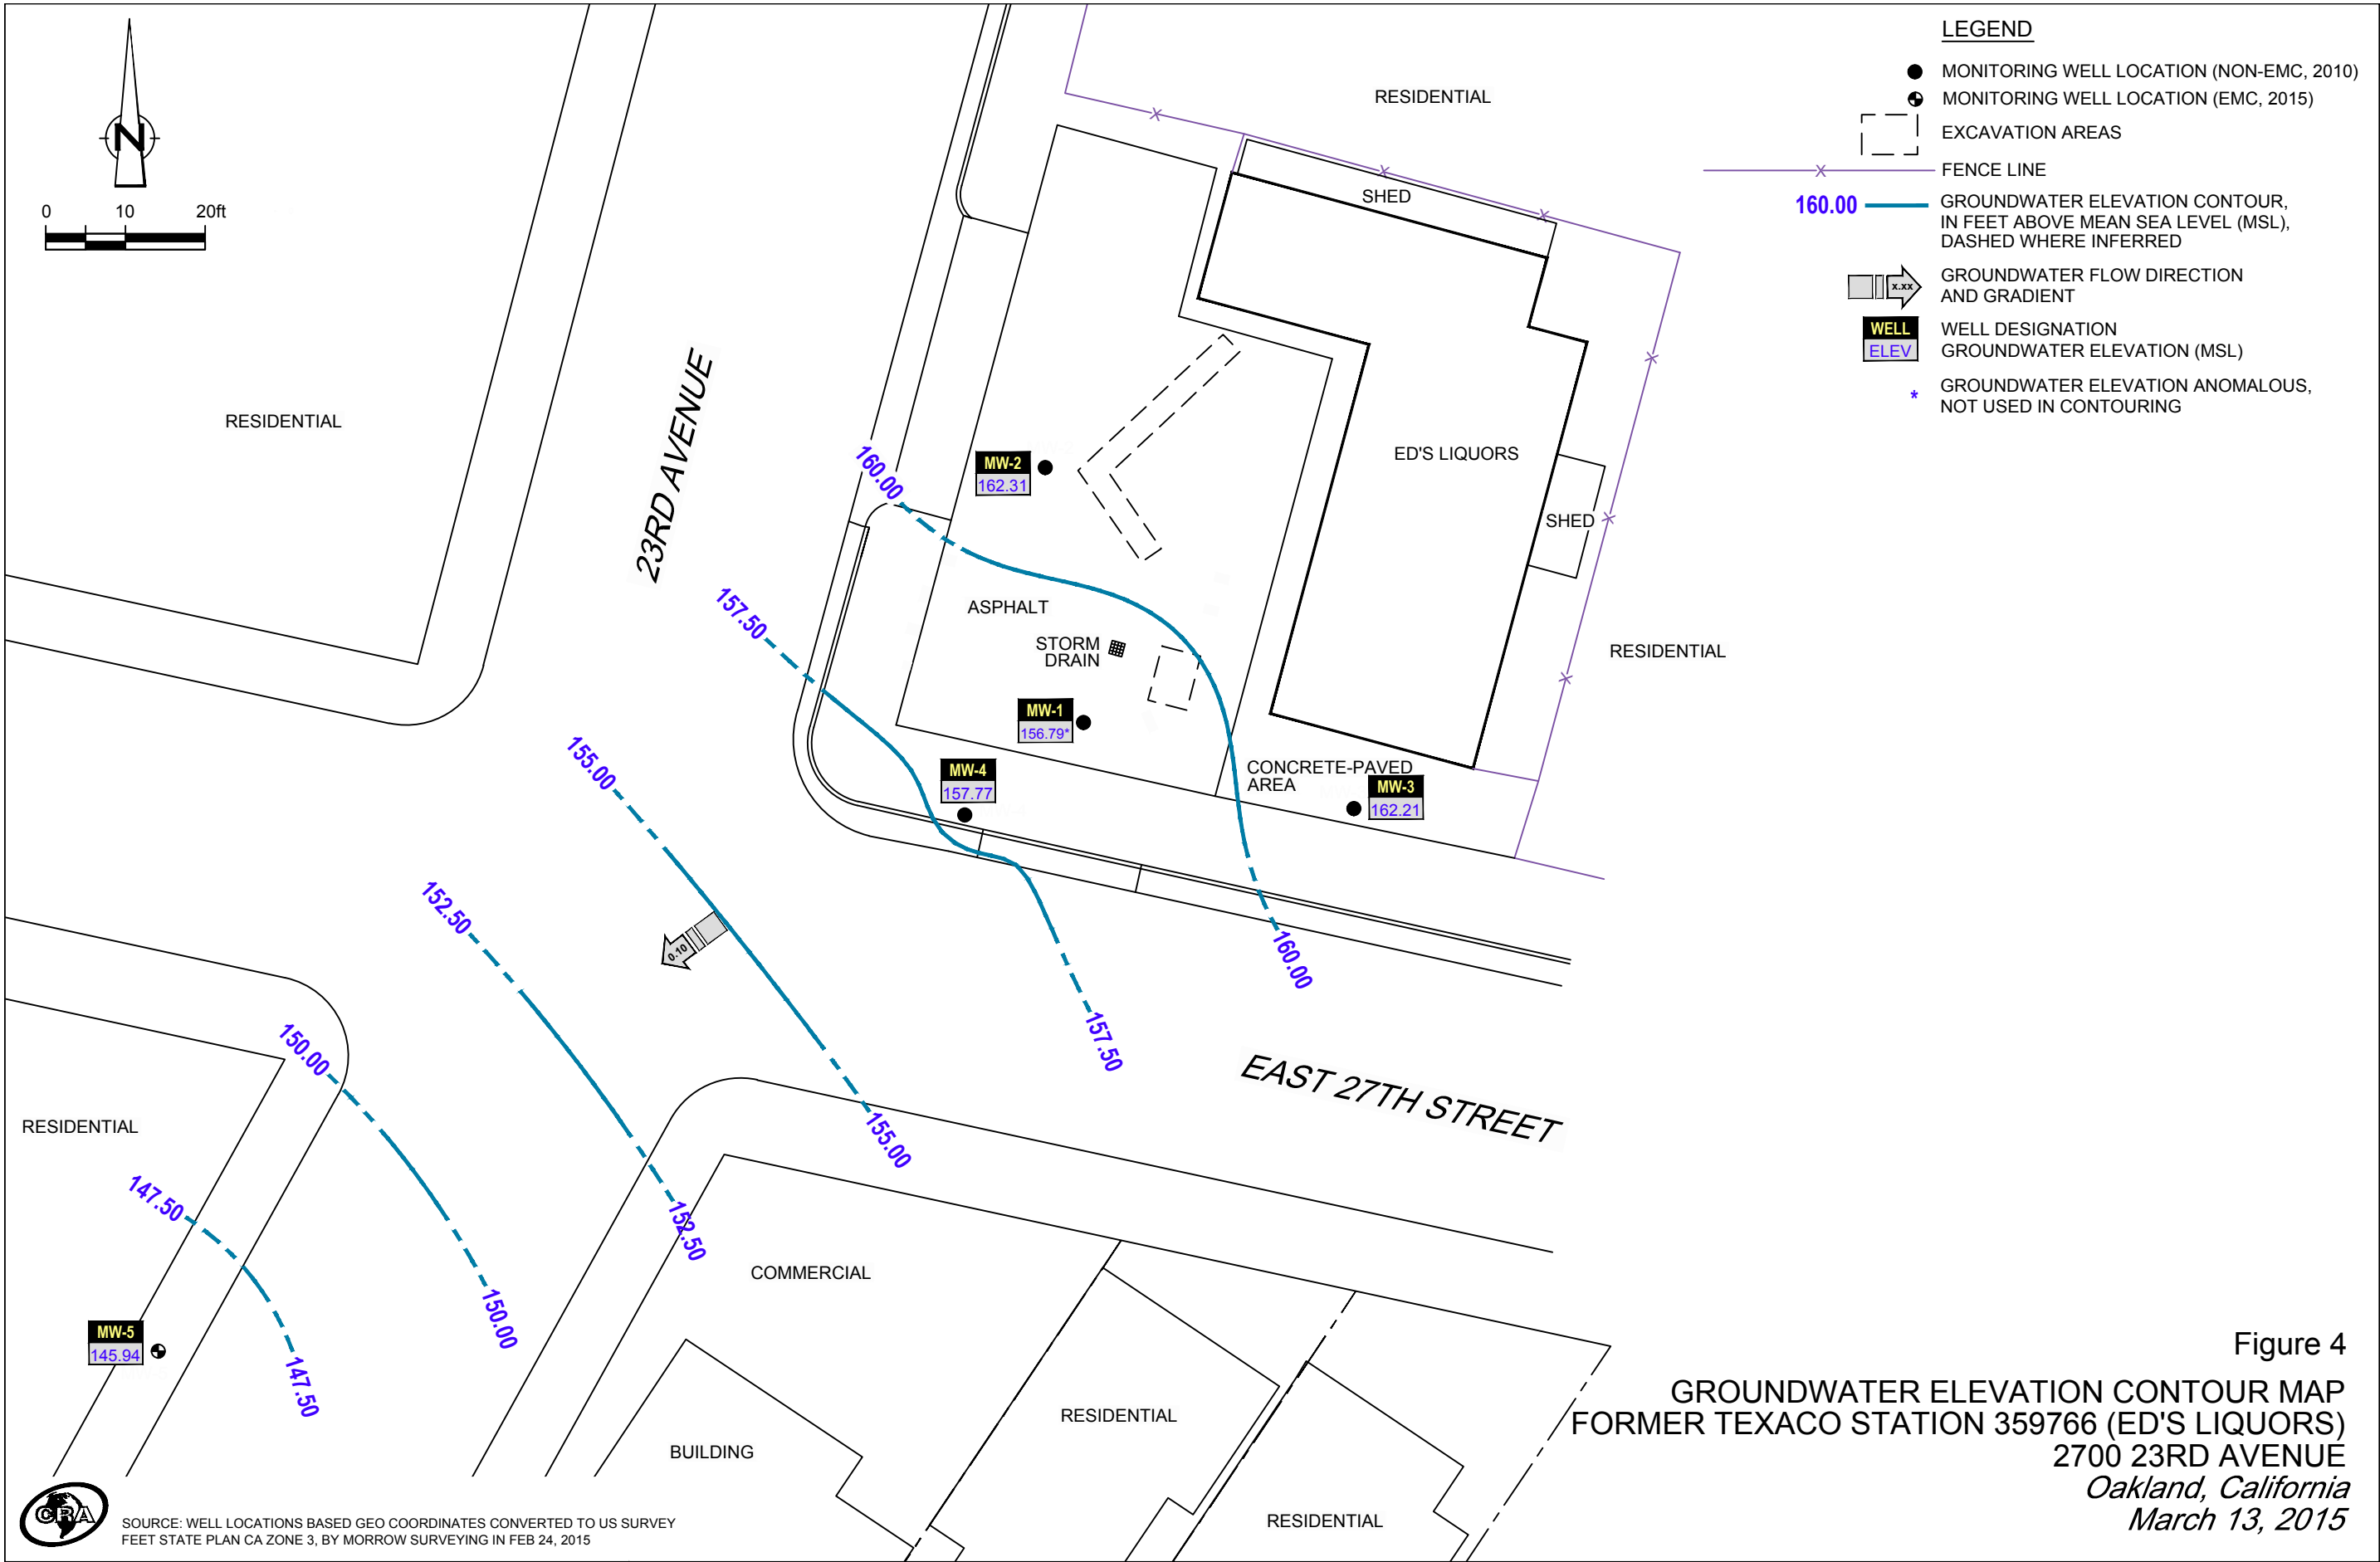 N
0 10 20ft
RESIDENTIAL
23RD AVENUE
RESIDENTIAL
SHED
ED'S LIQUORS
SHED
RESIDENTIAL
MW-2
162.31
160.00
157.50
155.00
152.50
150.00
147.50
ASPHALT
STORM
DRAIN
MW-1
156.79*
MW-4
157.77
CONCRETE-PAVED
AREA
MW-3
162.21
0.10
160.00
157.50
155.00
152.50
150.00
147.50
EAST 27TH STREET
RESIDENTIAL
MW-5
145.94
COMMERCIAL
BUILDING
RESIDENTIAL
RESIDENTIAL
LEGEND
MONITORING WELL LOCATION (NON-EMC, 2010)
MONITORING WELL LOCATION (EMC, 2015)
EXCAVATION AREAS
FENCE LINE
160.00 GROUNDWATER ELEVATION CONTOUR,
IN FEET ABOVE MEAN SEA LEVEL (MSL),
DASHED WHERE INFERRED
x.xx GROUNDWATER FLOW DIRECTION
AND GRADIENT
WELL WELL DESIGNATION
ELEV GROUNDWATER ELEVATION (MSL)
* GROUNDWATER ELEVATION ANOMALOUS,
NOT USED IN CONTOURING
Figure 4
GROUNDWATER ELEVATION CONTOUR MAP
FORMER TEXACO STATION 359766 (ED'S LIQUORS)
2700 23RD AVENUE
Oakland, California
March 13, 2015
CRA
SOURCE: WELL LOCATIONS BASED GEO COORDINATES CONVERTED TO US SURVEY
FEET STATE PLAN CA ZONE 3, BY MORROW SURVEYING IN FEB 24, 2015